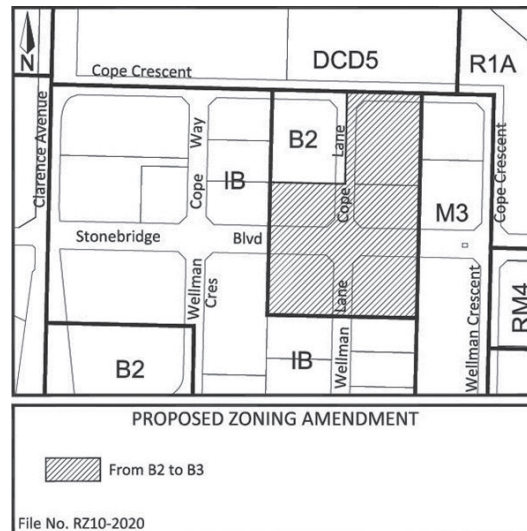 DCD5
R1A
Cope Crescent
N
Clarence Avenue
Cope Way
IB
B2
Cope Lane
M3
Cope Crescent
Stonebridge Blvd
Wellman Cres
Wellman Lane
Wellman Crescent
RM4
B2
IB
PROPOSED ZONING AMENDMENT
From B2 to B3
File No. RZ10-2020